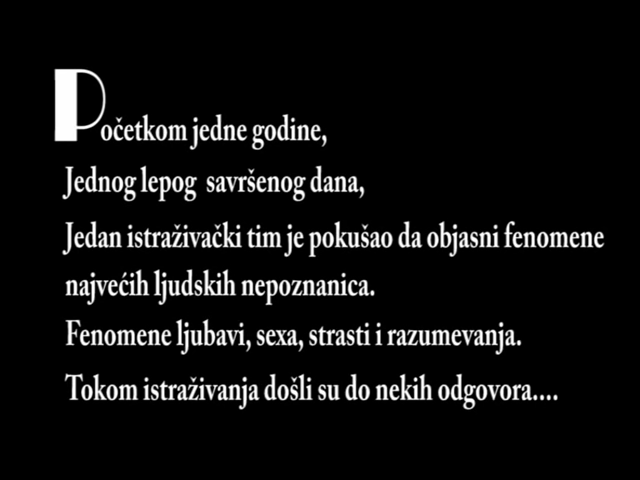 Početkom jedne godine,
Jednog lepog savršenog dana,
Jedan istraživački tim je pokušao da objasni fenomene
najvećih ljudskih nepoznanica.
Fenomene ljubavi, sexa, strasti i razumevanja.
Tokom istraživanja došli su do nekih odgovora....